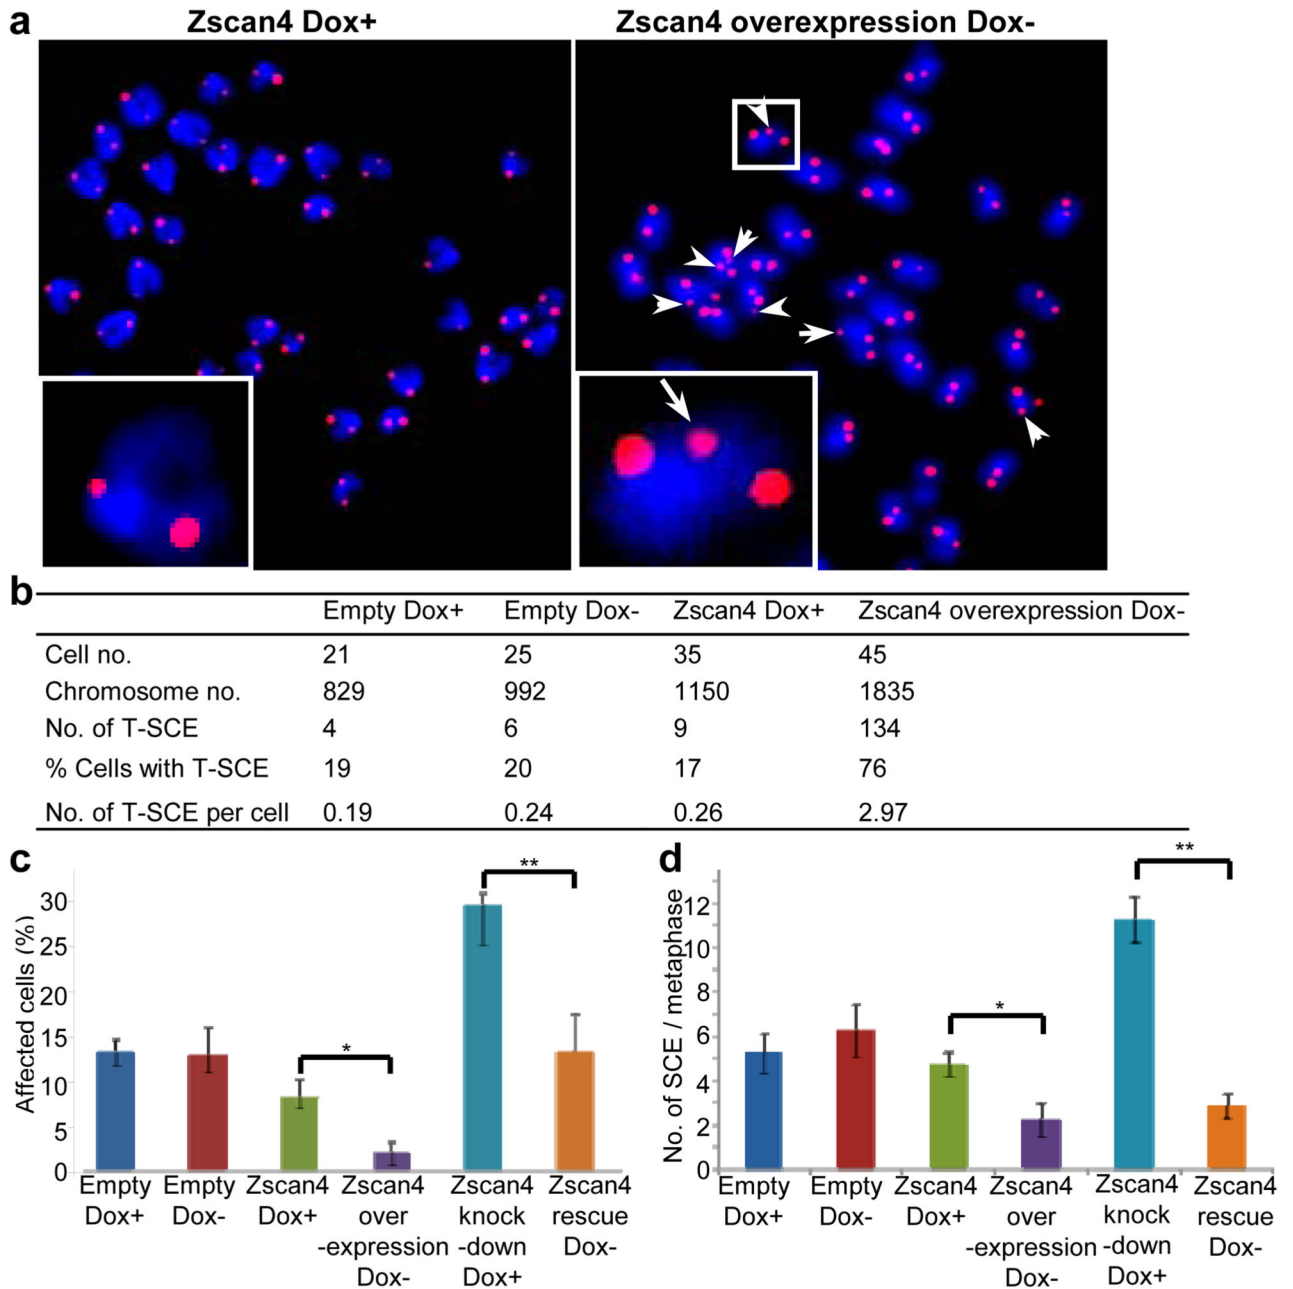 a
Zscan4 Dox+
Zscan4 overexpression Dox-
b
Empty Dox+ Empty Dox- Zscan4 Dox+ Zscan4 overexpression Dox-
Cell no. 21 25 35 45
Chromosome no. 829 992 1150 1835
No. of T-SCE 4 6 9 134
% Cells with T-SCE 19 20 17 76
No. of T-SCE per cell 0.19 0.24 0.26 2.97
c
Affected cells (%)
30
25
20
15
10
5
0
*
**
Empty Empty Zscan4 Zscan4 Zscan4 Zscan4
Dox+ Dox- Dox+ over knock rescue
-expression -down Dox-
Dox- Dox+
d
No. of SCE / metaphase
12
10
8
6
4
2
0
*
**
Empty Empty Zscan4 Zscan4 Zscan4 Zscan4
Dox+ Dox- Dox+ over knock rescue
-expression -down Dox-
Dox- Dox+